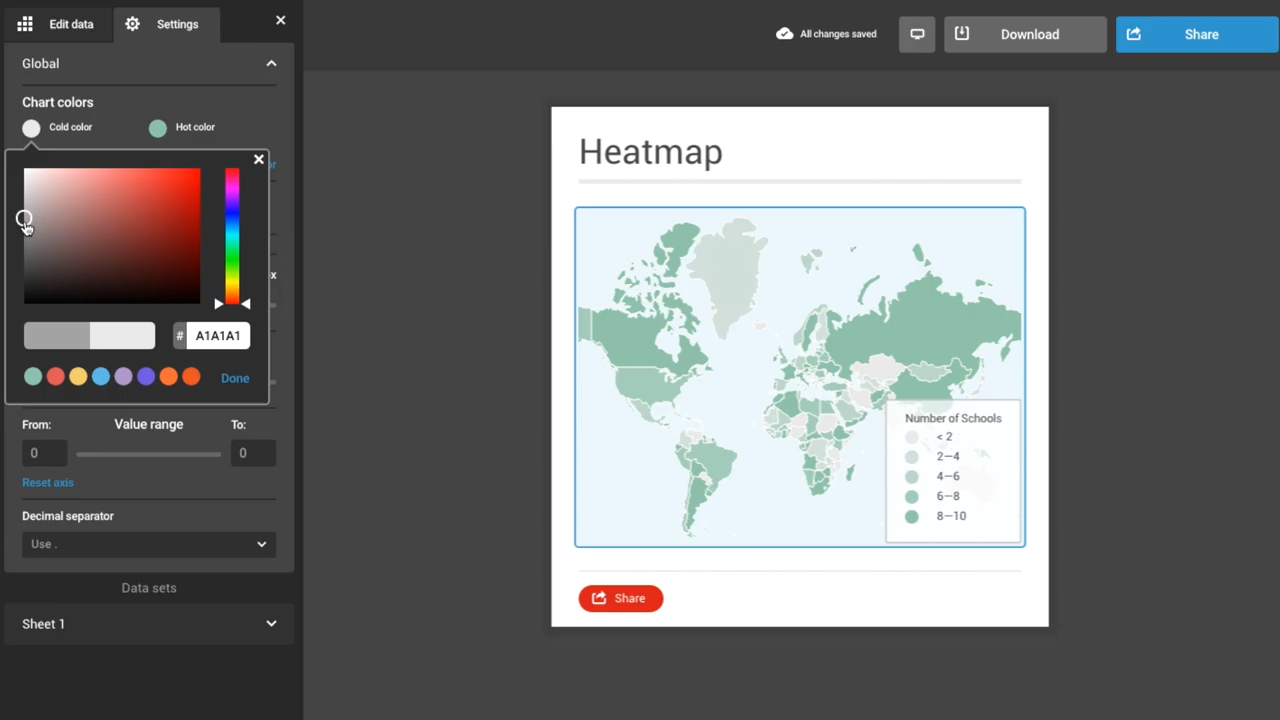 Edit data
Settings
All changes saved
Download
Share
Global
Chart colors
Cold color
Hot color
or
x
# A1A1A1
Done
From:
Value range
To:
0
0
Reset axis
Decimal separator
Use .
Data sets
Sheet 1
Heatmap
Number of Schools
< 2
2—4
4—6
6—8
8—10
Share